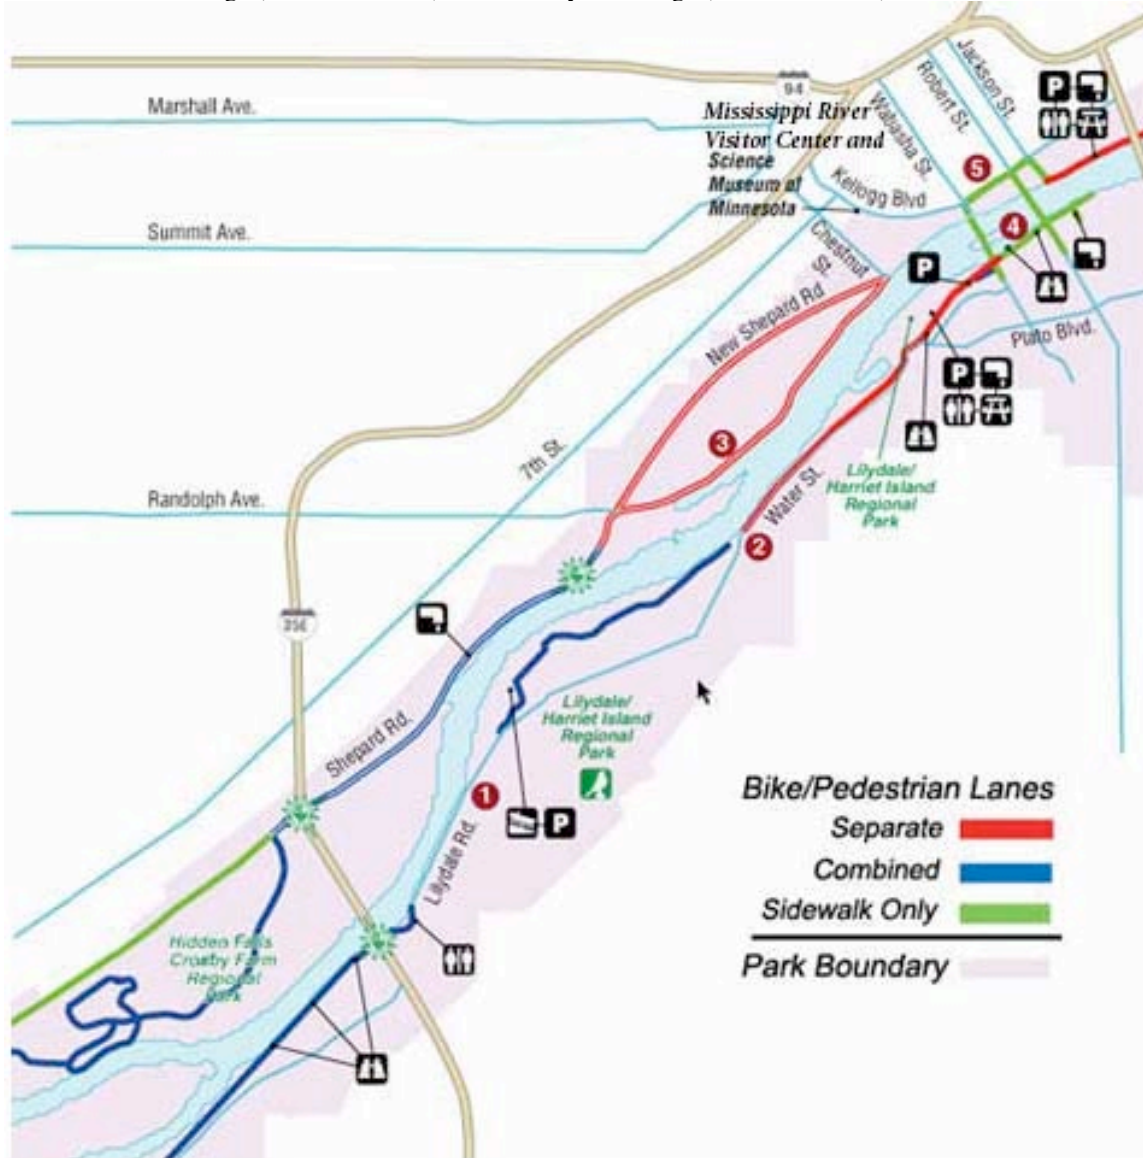 94
Marshall Ave.
Mississippi River
Visitor Center and
Science
Museum of
Minnesota
Jackson St.
Robert St.
Wabasha St.
P
5
Kellogg Blvd
Summit Ave.
4
Chestnut
St.
P
New Shepard Rd
Plato Blvd.
P
3
7th St.
Lilydale/
Harriet Island
Regional
Park
Randolph Ave.
Water St.
2
35E
Lilydale/
Harriet Island
Regional
Park
Shepard Rd.
1
P
Lilydale Rd.
Hidden Falls
Crosby Farm
Regional
Park
Bike/Pedestrian Lanes
Separate
Combined
Sidewalk Only
Park Boundary